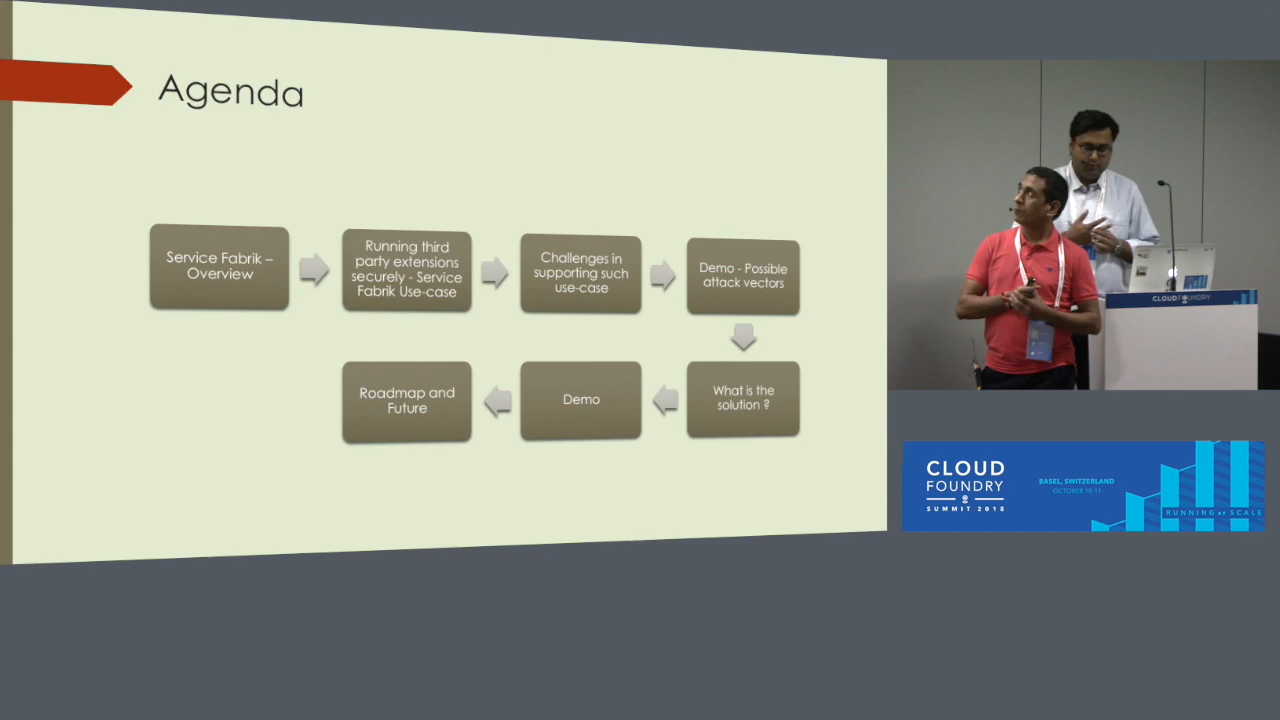 Agenda
Service Fabrik –
Overview
Running third
party extensions
securely - Service
Fabrik Use-case
Challenges in
supporting such
use-case
Demo - Possible
attack vectors
What is the
solution ?
Demo
Roadmap and
Future
CLOUD FOUNDRY
CLOUD
FOUNDRY
SUMMIT 2018
BASEL, SWITZERLAND
OCTOBER 10-11
RUNNING AT SCALE